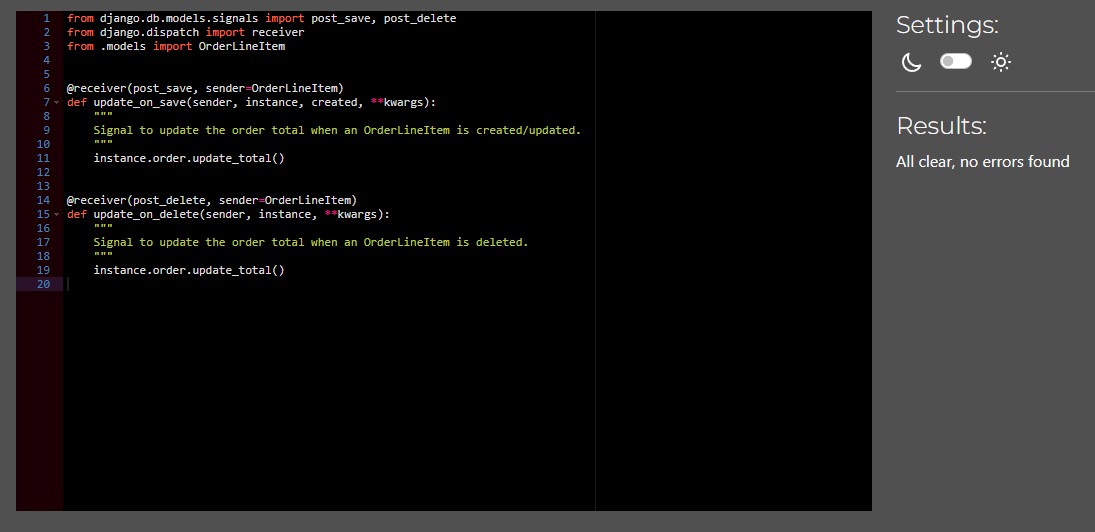 1 from django.db.models.signals import post_save, post_delete
2 from django.dispatch import receiver
3 from .models import OrderLineItem
4
5
6 @receiver(post_save, sender=OrderLineItem)
7 def update_on_save(sender, instance, created, **kwargs):
8     """
9     Signal to update the order total when an OrderLineItem is created/updated.
10     """
11     instance.order.update_total()
12
13
14 @receiver(post_delete, sender=OrderLineItem)
15 def update_on_delete(sender, instance, **kwargs):
16     """
17     Signal to update the order total when an OrderLineItem is deleted.
18     """
19     instance.order.update_total()
20
Settings:
Results:
All clear, no errors found